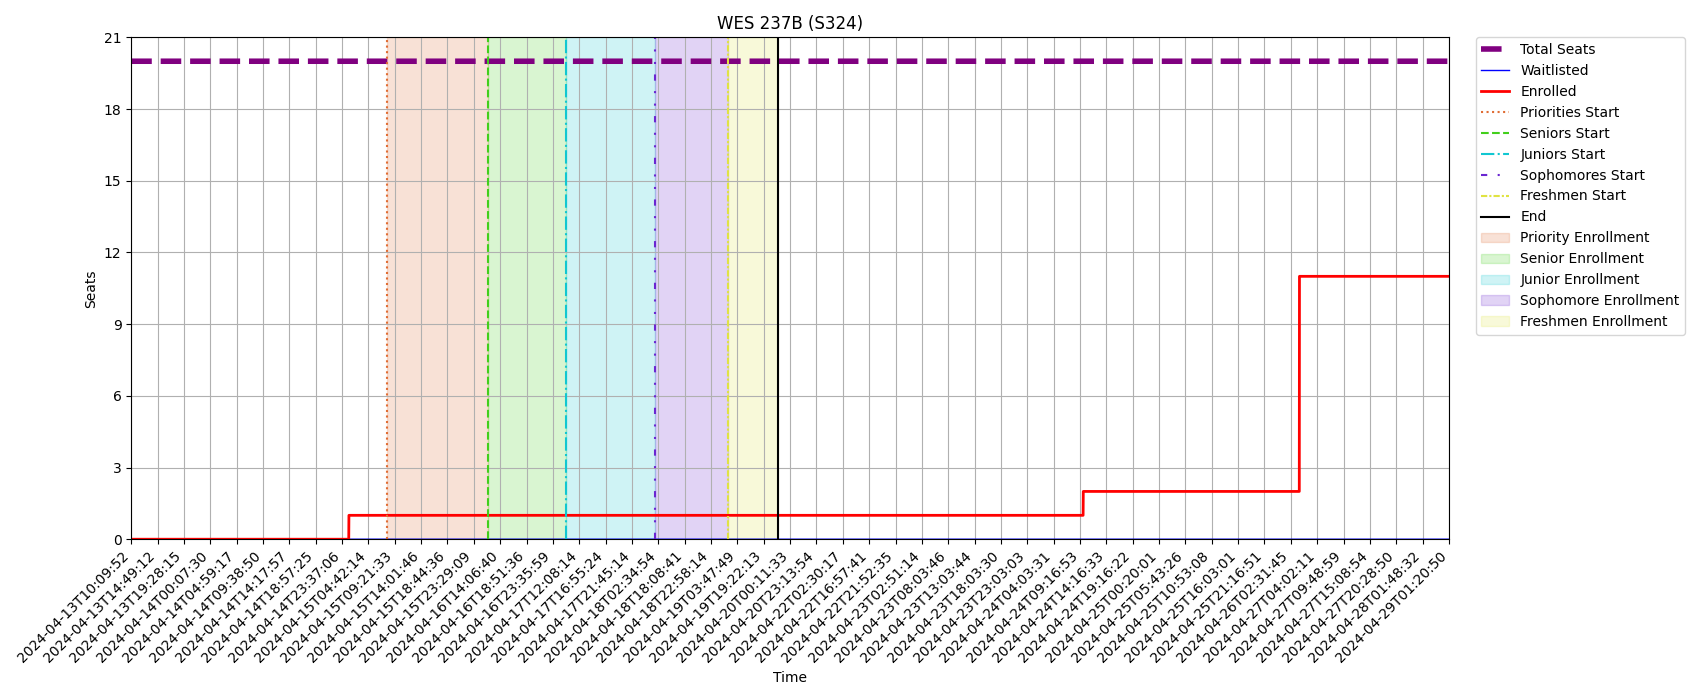 WES 237B (S324)
21
18
15
12
9
6
3
0
Seats
2024-04-13T10:09:52
2024-04-13T14:49:12
2024-04-13T19:28:15
2024-04-14T00:07:30
2024-04-14T04:59:17
2024-04-14T09:38:50
2024-04-14T14:17:57
2024-04-14T18:57:25
2024-04-14T23:37:06
2024-04-15T04:42:14
2024-04-15T09:21:33
2024-04-15T14:01:46
2024-04-15T18:44:36
2024-04-15T23:29:09
2024-04-16T14:06:40
2024-04-16T18:51:36
2024-04-16T23:35:59
2024-04-17T12:08:14
2024-04-17T16:55:24
2024-04-17T21:45:14
2024-04-18T02:34:54
2024-04-18T18:08:41
2024-04-18T22:58:14
2024-04-19T03:47:49
2024-04-19T19:22:13
2024-04-20T00:11:33
2024-04-20T23:13:54
2024-04-22T02:30:17
2024-04-22T16:57:41
2024-04-22T21:52:35
2024-04-23T02:51:14
2024-04-23T08:03:46
2024-04-23T13:03:44
2024-04-23T18:03:30
2024-04-23T23:03:03
2024-04-24T04:03:31
2024-04-24T09:16:53
2024-04-24T14:16:33
2024-04-24T19:16:22
2024-04-25T00:20:01
2024-04-25T05:43:26
2024-04-25T10:53:08
2024-04-25T16:03:01
2024-04-25T21:16:51
2024-04-26T02:31:45
2024-04-27T04:02:11
2024-04-27T09:48:59
2024-04-27T15:08:54
2024-04-27T20:28:50
2024-04-28T01:48:32
2024-04-29T01:20:50
Time
Total Seats
Waitlisted
Enrolled
Priorities Start
Seniors Start
Juniors Start
Sophomores Start
Freshmen Start
End
Priority Enrollment
Senior Enrollment
Junior Enrollment
Sophomore Enrollment
Freshmen Enrollment